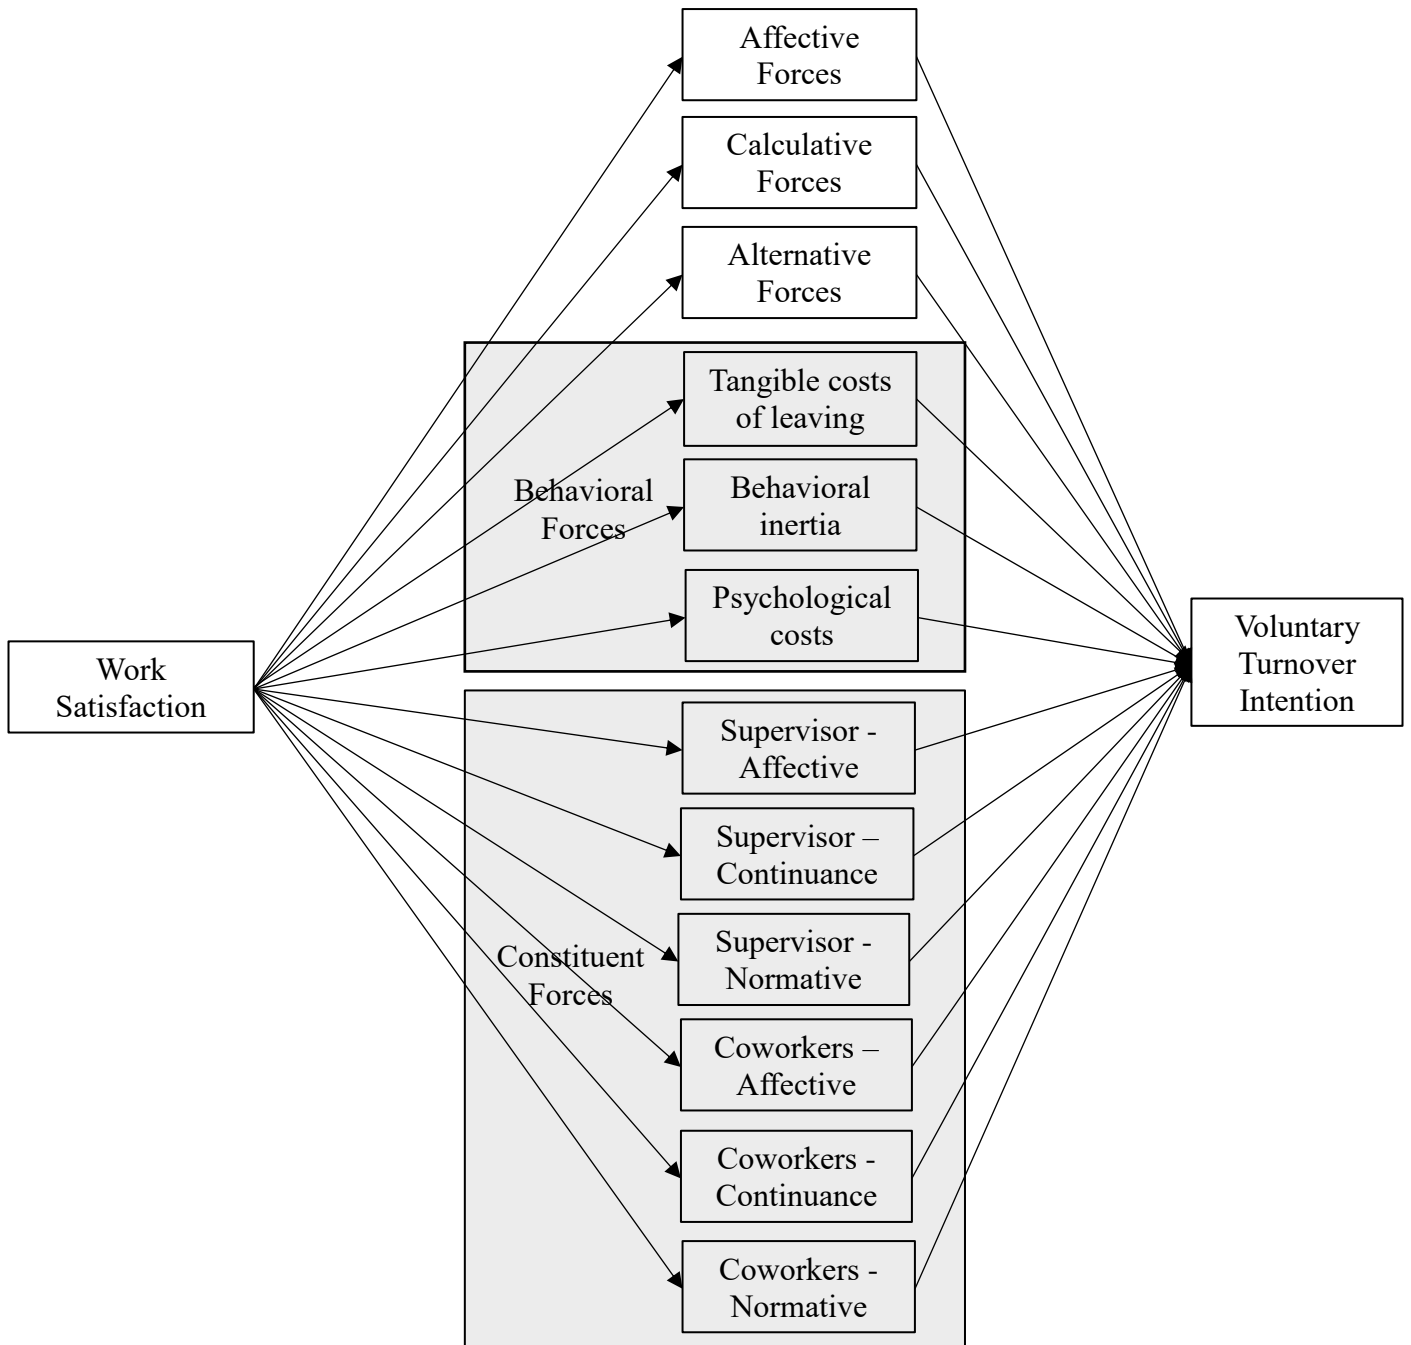 Affective
Forces
Calculative
Forces
Alternative
Forces
Tangible costs
of leaving
Behavioral
Forces
Behavioral
inertia
Psychological
costs
Work
Satisfaction
Voluntary
Turnover
Intention
Supervisor -
Affective
Supervisor –
Continuance
Supervisor -
Normative
Constituent
Forces
Coworkers –
Affective
Coworkers -
Continuance
Coworkers -
Normative